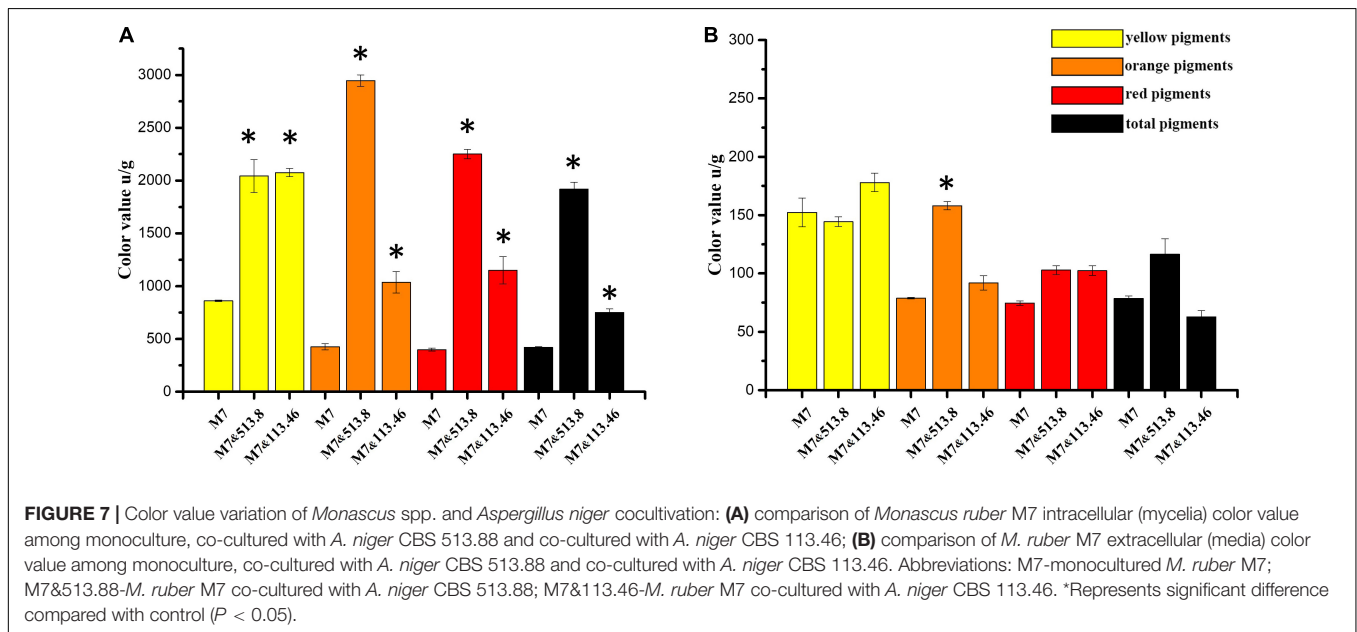 A
Color value u/g
3000
2500
2000
1500
1000
500
0
*
*
*
*
*
*
*
*
M7
M7&513.8
M7&113.46
M7
M7&513.8
M7&113.46
M7
M7&513.8
M7&113.46
M7
M7&513.8
M7&113.46
B
Color value u/g
300
250
200
150
100
50
0
*
yellow pigments
orange pigments
red pigments
total pigments
M7
M7&513.8
M7&113.46
M7
M7&513.8
M7&113.46
M7
M7&513.8
M7&113.46
M7
M7&513.8
M7&113.46
FIGURE 7 | Color value variation of Monascus spp. and Aspergillus niger cocultivation: (A) comparison of Monascus ruber M7 intracellular (mycelia) color value
among monoculture, co-cultured with A. niger CBS 513.88 and co-cultured with A. niger CBS 113.46; (B) comparison of M. ruber M7 extracellular (media) color
value among monoculture, co-cultured with A. niger CBS 513.88 and co-cultured with A. niger CBS 113.46. Abbreviations: M7-monocultured M. ruber M7;
M7&513.88-M. ruber M7 co-cultured with A. niger CBS 513.88; M7&113.46-M. ruber M7 co-cultured with A. niger CBS 113.46. *Represents significant difference
compared with control (P < 0.05).